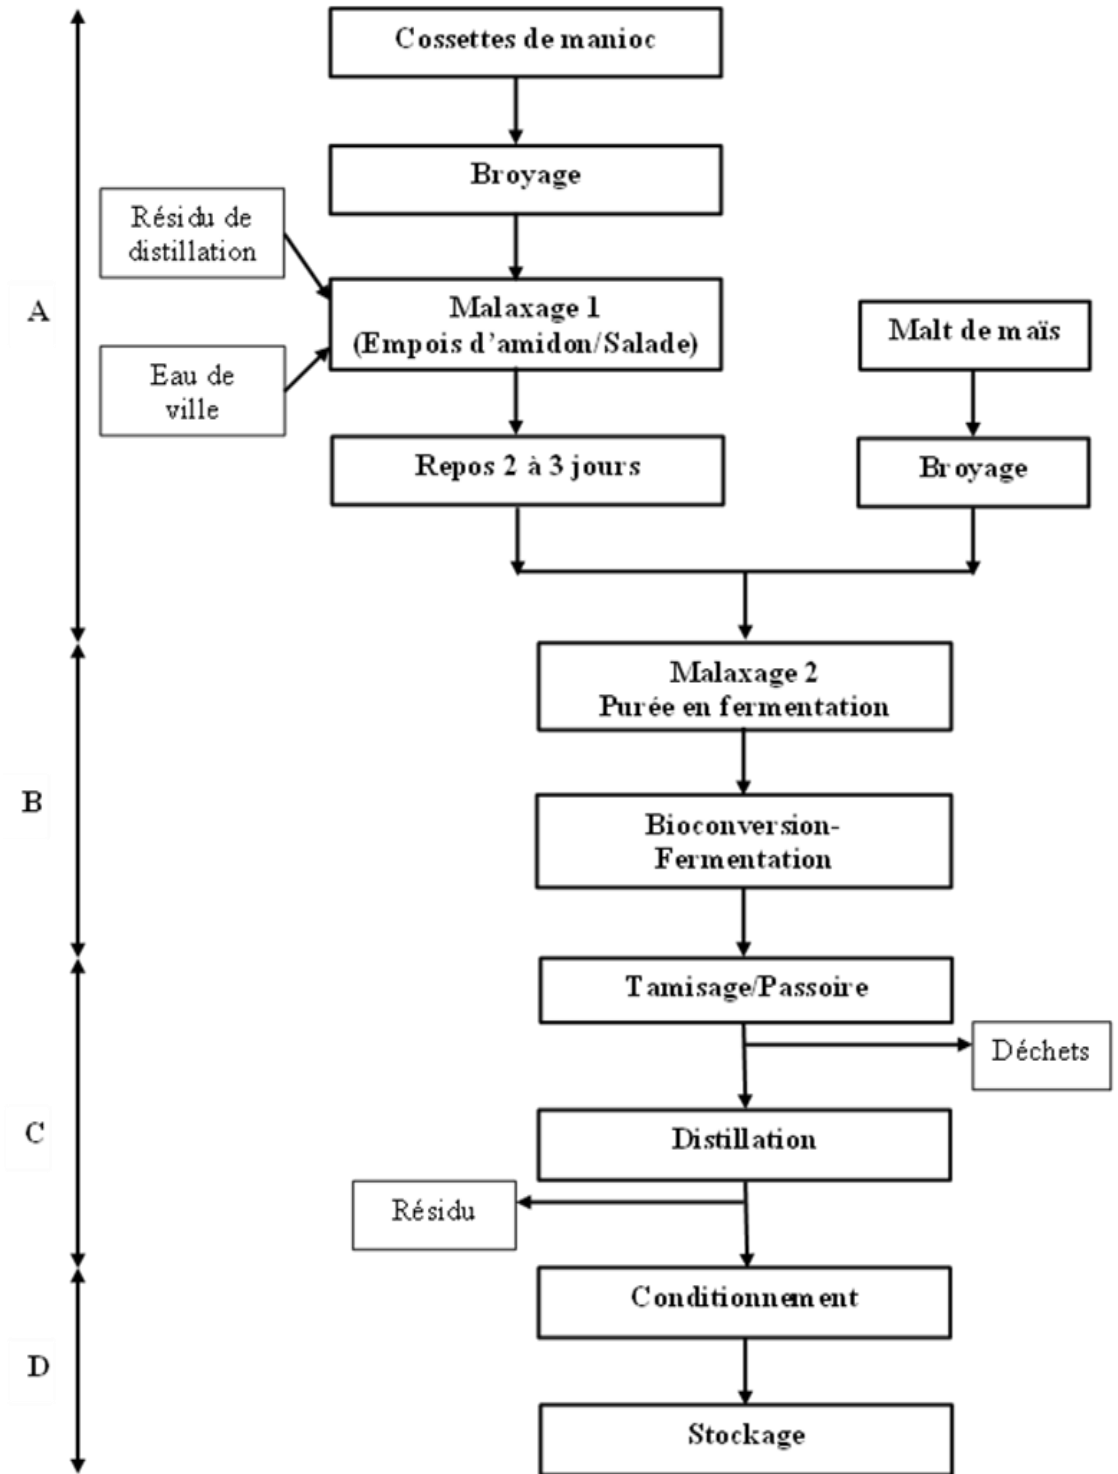 Cossettes de manioc
Broyage
Résidu de
distillation
A
Malaxage 1
(Empois d'amidon/Salade)
Malt de maïs
Eau de
ville
Repos 2 à 3 jours
Broyage
Malaxage 2
Purée en fermentation
B
Bioconversion-
Fermentation
Tamisage/Passoire
Déchets
C
Distillation
Résidu
Conditionnement
D
Stockage